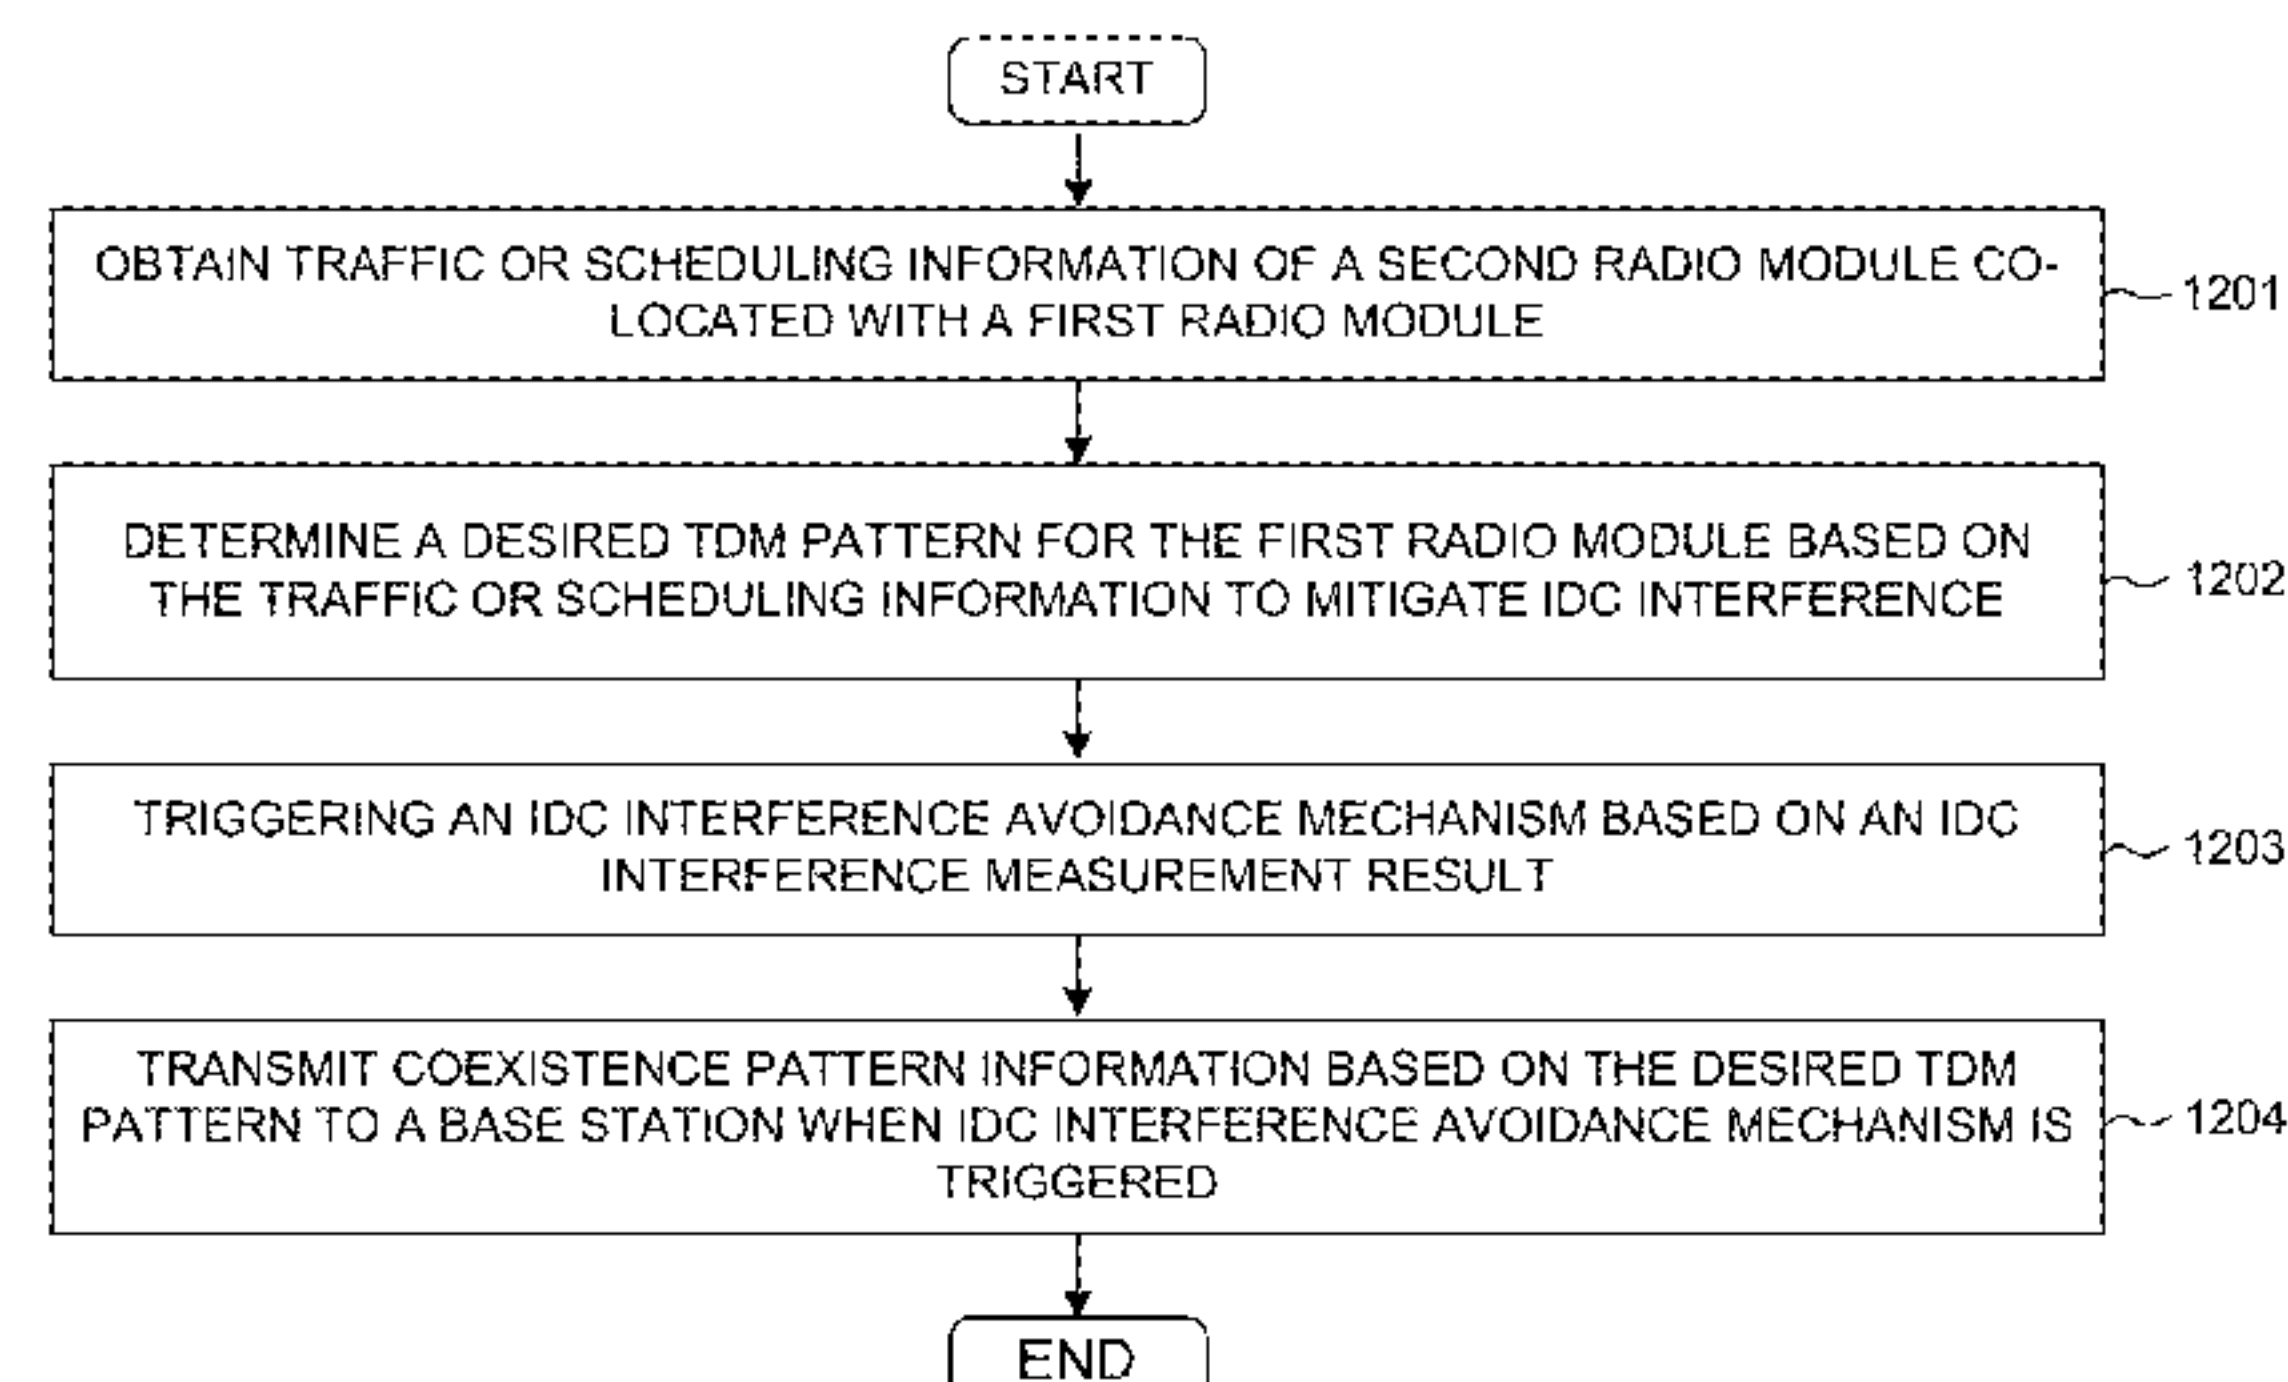 START
OBTAIN TRAFFIC OR SCHEDULING INFORMATION OF A SECOND RADIO MODULE CO-
LOCATED WITH A FIRST RADIO MODULE
1201
DETERMINE A DESIRED TDM PATTERN FOR THE FIRST RADIO MODULE BASED ON
THE TRAFFIC OR SCHEDULING INFORMATION TO MITIGATE IDC INTERFERENCE
1202
TRIGGERING AN IDC INTERFERENCE AVOIDANCE MECHANISM BASED ON AN IDC
INTERFERENCE MEASUREMENT RESULT
1203
TRANSMIT COEXISTENCE PATTERN INFORMATION BASED ON THE DESIRED TDM
PATTERN TO A BASE STATION WHEN IDC INTERFERENCE AVOIDANCE MECHANISM IS
TRIGGERED
1204
END